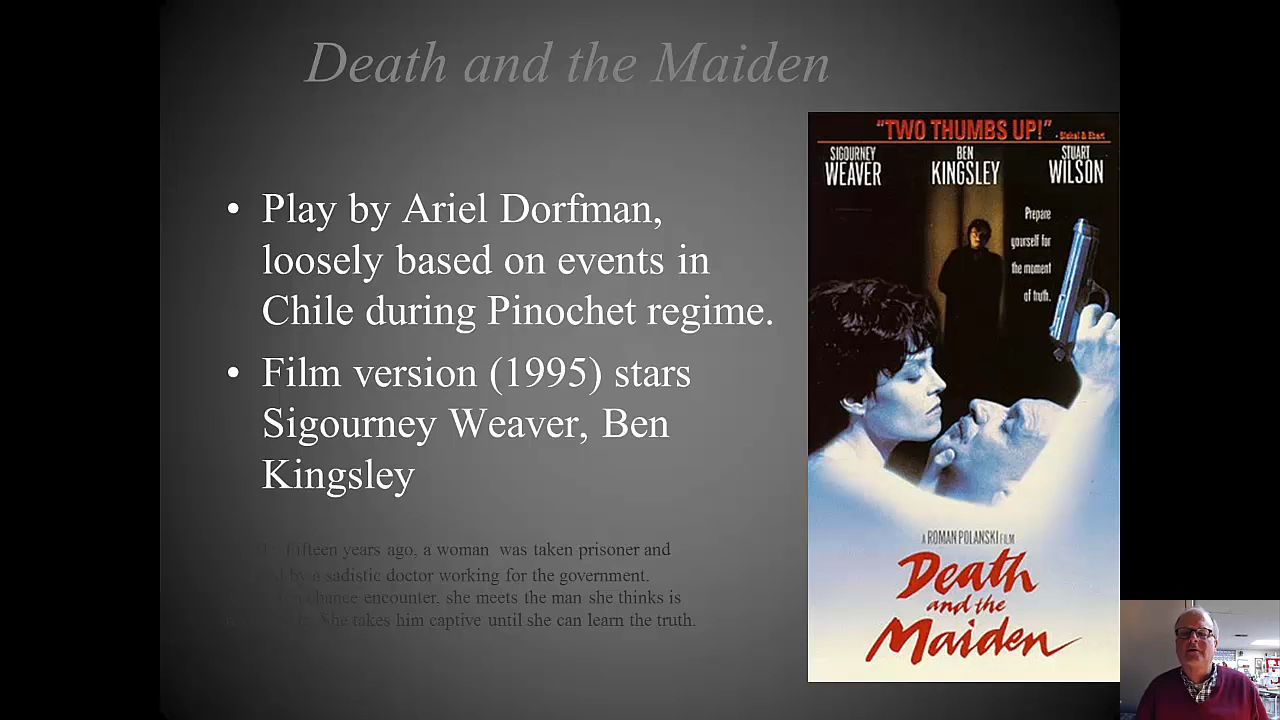 Death and the Maiden
• Play by Ariel Dorfman,
loosely based on events in
Chile during Pinochet regime.
• Film version (1995) stars
Sigourney Weaver, Ben
Kingsley
fifteen years ago, a woman was taken prisoner and
sadistic doctor working for the government.
chance encounter, she meets the man she thinks is
She takes him captive until she can learn the truth.
"TWO THUMBS UP!" - Siskel & Ebert
SIGOURNEY WEAVER
BEN KINGSLEY
STUART WILSON
Prepare
yourself for
the moment
of truth.
A ROMAN POLANSKI FILM
Death
and the
Maiden